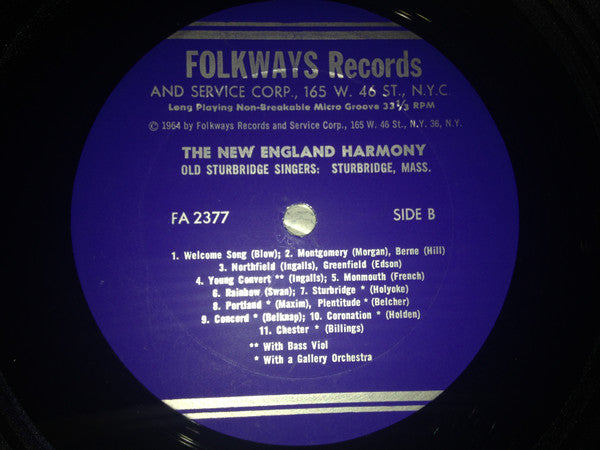 FOLKWAYS Records
AND SERVICE CORP., 165 W. 46 ST., N.Y.C.
Long Playing Non-Breakable Micro Groove 33⅓ RPM
© 1964 by Folkways Records and Service Corp., 165 W. 46 St., N.Y. 36, N.Y.
THE NEW ENGLAND HARMONY
OLD STURBRIDGE SINGERS: STURBRIDGE, MASS.
FA 2377 SIDE B
1. Welcome Song (Blow); 2. Montgomery (Morgan), Berne (Hill)
3. Northfield (Ingalls), Greenfield (Edson)
4. Young Convert ** (Ingalls); 5. Monmouth (French)
6. Rainbow (Swan); 7. Sturbridge * (Holyoke)
8. Portland * (Maxim), Plentitude * (Belcher)
9. Concord * (Belknap); 10. Coronation * (Holden)
11. Chester * (Billings)
** With Bass Viol
* With a Gallery Orchestra